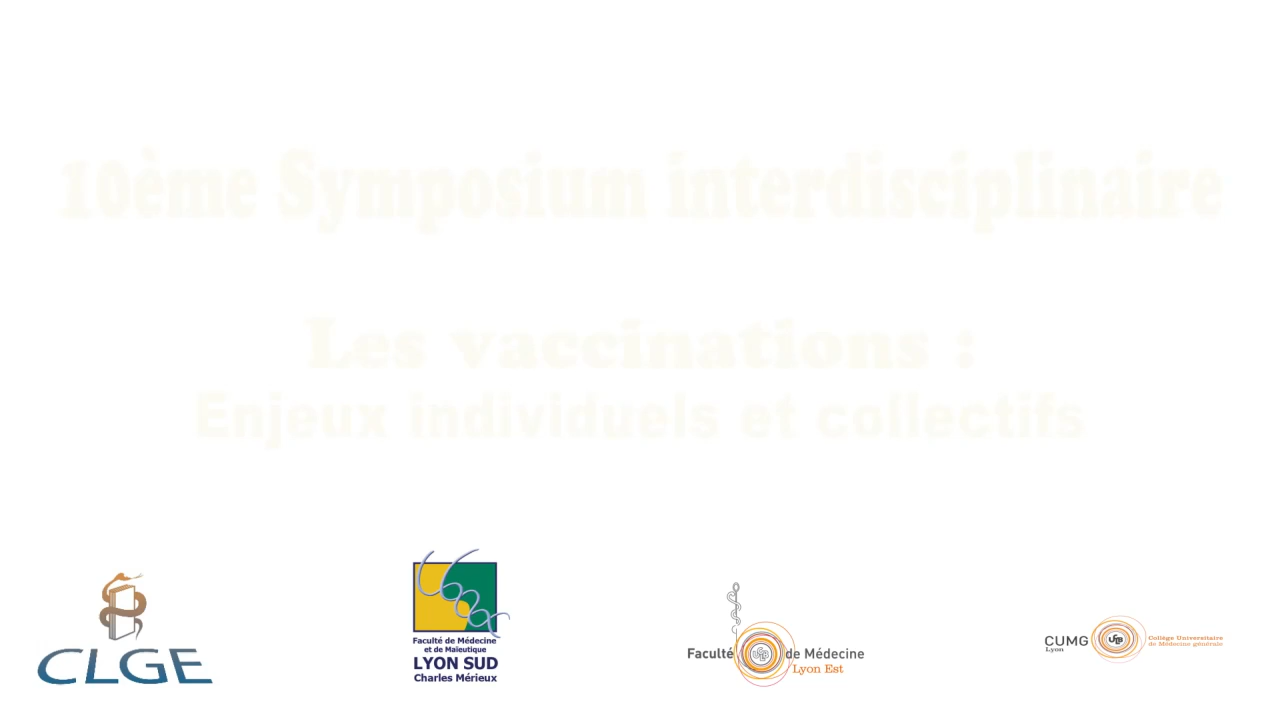 10ème Symposium interdisciplinaire
Les vaccinations :
Enjeux individuels et collectifs
CLGE
Faculté de Médecine
et de Maïeutique
LYON SUD
Charles Mérieux
Faculté de Médecine
Lyon Est
CUMG
Lyon
Collège Universitaire
de Médecine générale